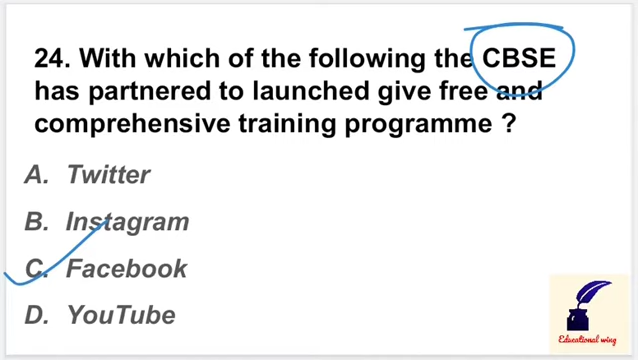 24. With which of the following the CBSE
has partnered to launched give free and
comprehensive training programme ?
A. Twitter
B. Instagram
C. Facebook
D. YouTube
Educational wing